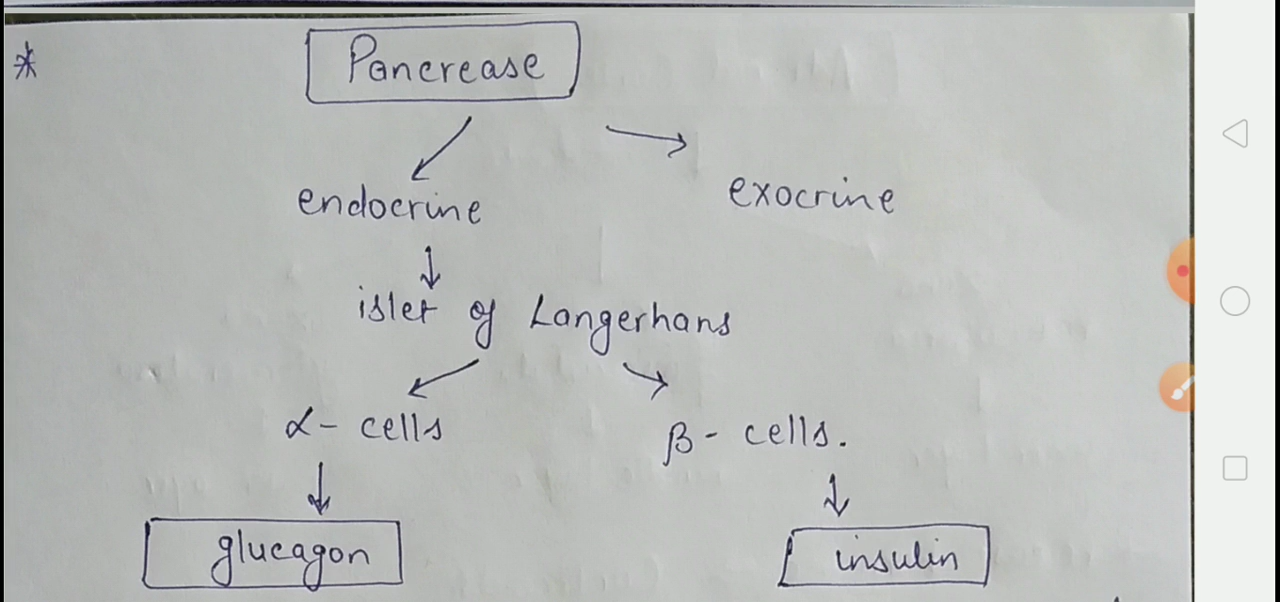 *
Pancrease
endocrine exocrine
islet of Langerhans
α- cells β- cells.
glucagon insulin